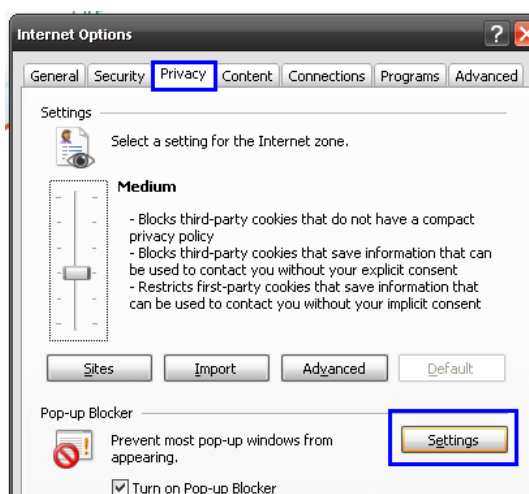 Internet Options
General Security Privacy Content Connections Programs Advanced
Settings
Select a setting for the Internet zone.
Medium
- Blocks third-party cookies that do not have a compact
privacy policy
- Blocks third-party cookies that save information that can
be used to contact you without your explicit consent
- Restricts first-party cookies that save information that
can be used to contact you without your implicit consent
Sites Import Advanced Default
Pop-up Blocker
Prevent most pop-up windows from
appearing.
Settings
Turn on Pop-up Blocker